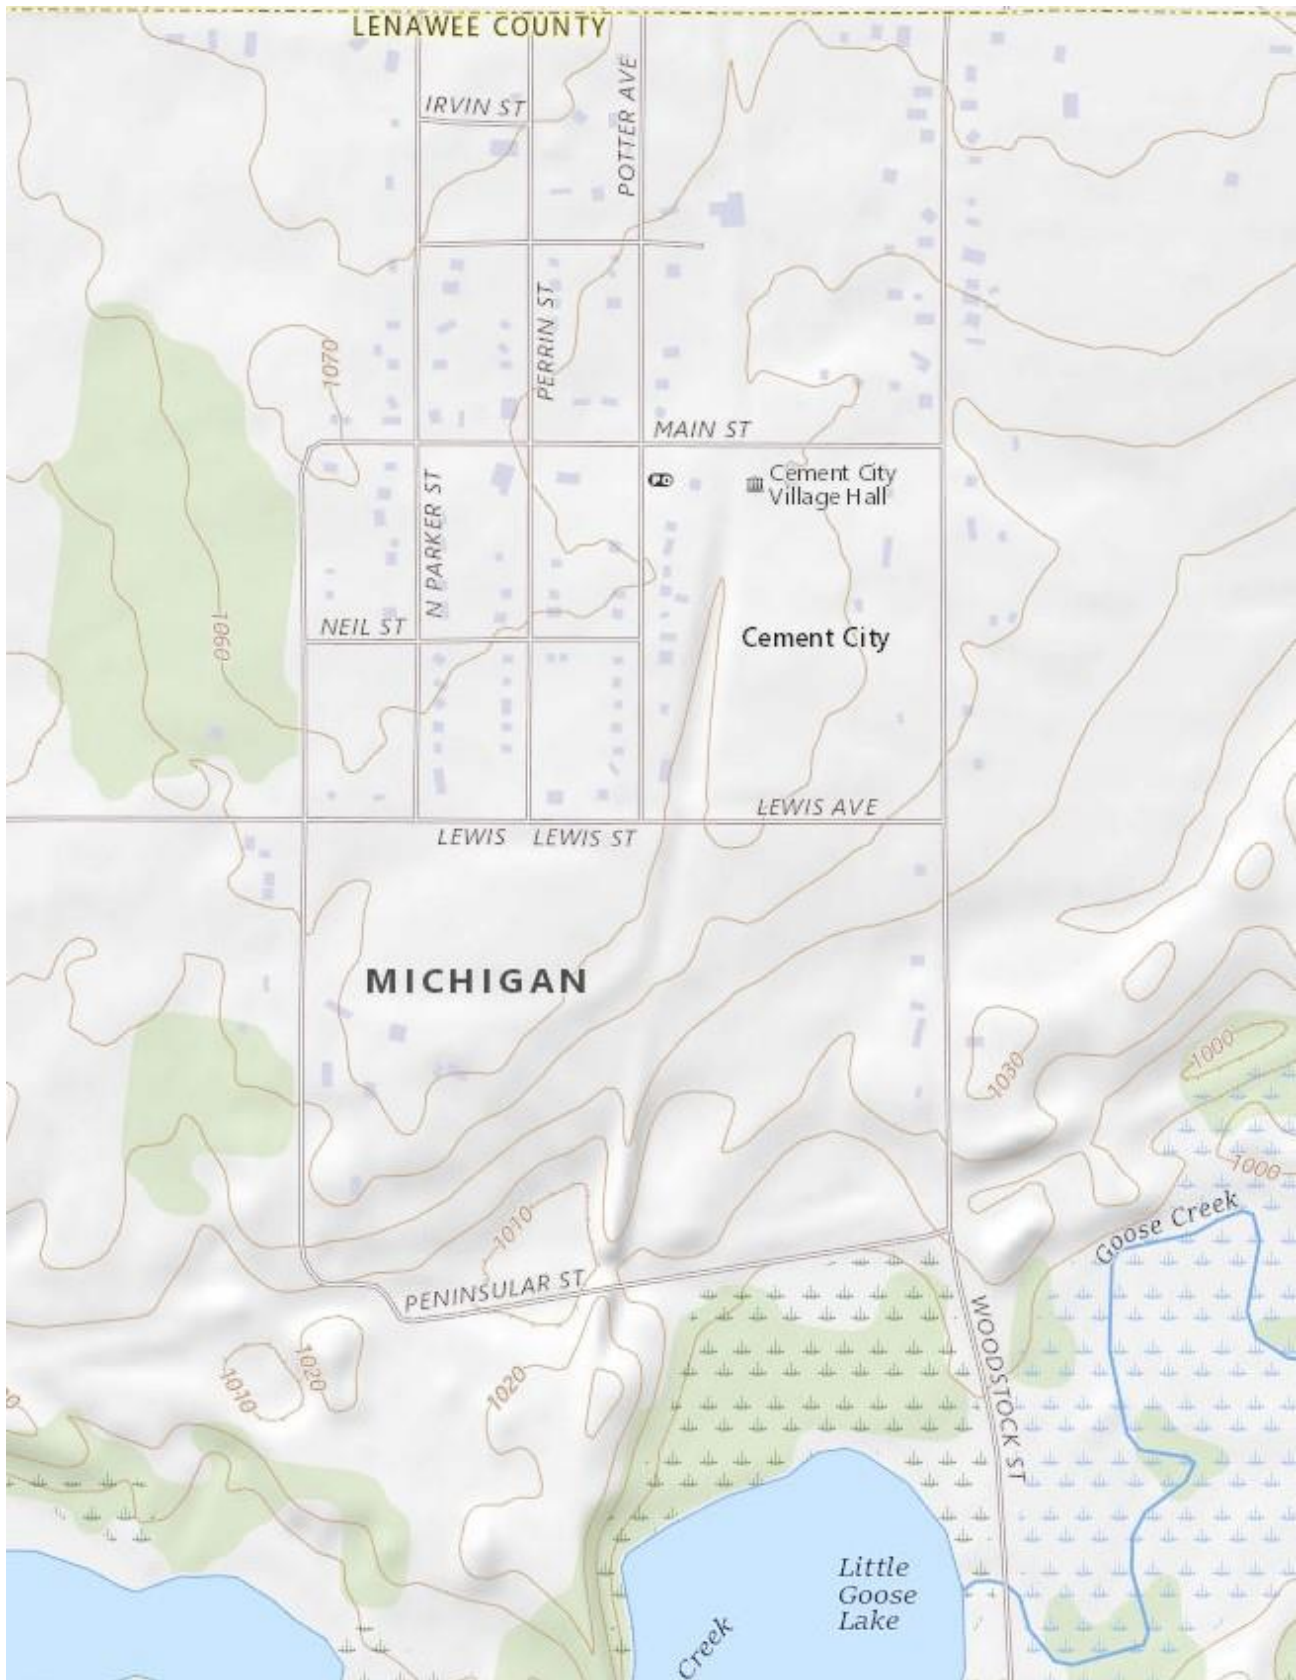 LENAWEE COUNTY
IRVIN ST
POTTER AVE
PERRIN ST
1070
MAIN ST
PO
Cement City
Village Hall
N PARKER ST
NEIL ST
1060
Cement City
LEWIS AVE
LEWIS
LEWIS ST
MICHIGAN
1030
1000
1000
Goose Creek
1010
PENINSULAR ST
WOODSTOCK ST
1020
1010
1020
Little
Goose
Lake
Creek